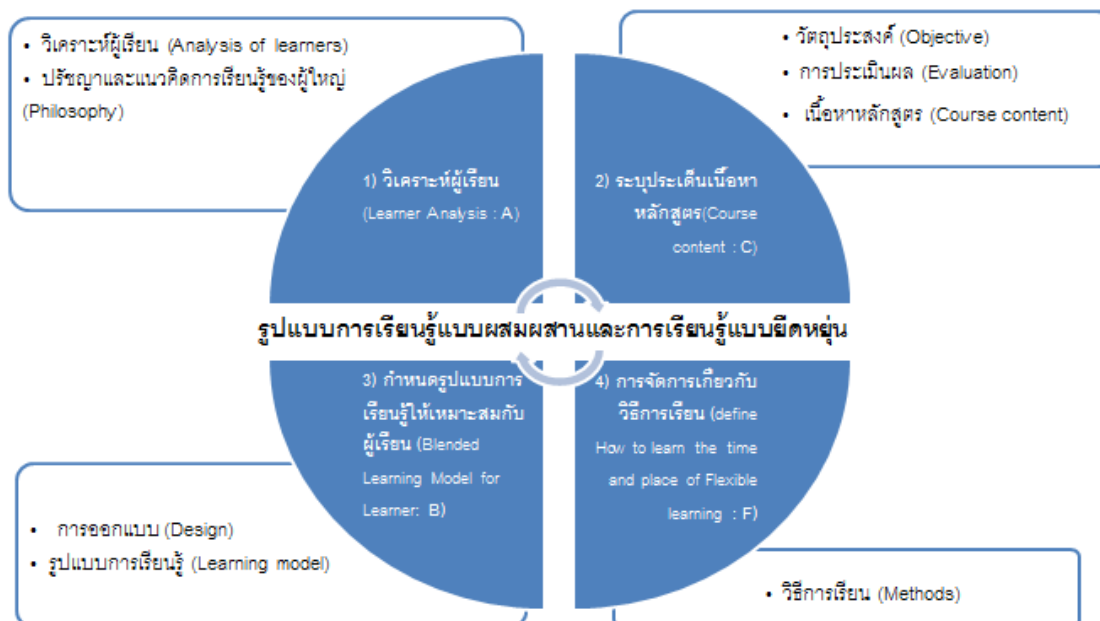 • วิเคราะห์ผู้เรียน (Analysis of learners)
• ปรัชญาและแนวคิดการเรียนรู้ของผู้ใหญ่
(Philosophy)
• วัตถุประสงค์ (Objective)
• การประเมินผล (Evaluation)
• เนื้อหาหลักสูตร (Course content)
1) วิเคราะห์ผู้เรียน
(Learner Analysis : A)
2) ระบุประเด็นเนื้อหา
หลักสูตร(Course
content : C)
รูปแบบการเรียนรู้แบบผสมผสานและการเรียนรู้แบบยืดหยุ่น
3) กำหนดรูปแบบการ
เรียนรู้ให้เหมาะสมกับ
ผู้เรียน (Blended
Learning Model for
Learner: B)
4) การจัดการเกี่ยวกับ
วิธีการเรียน (define
How to learn the time
and place of Flexible
learning : F)
• การออกแบบ (Design)
• รูปแบบการเรียนรู้ (Learning model)
• วิธีการเรียน (Methods)